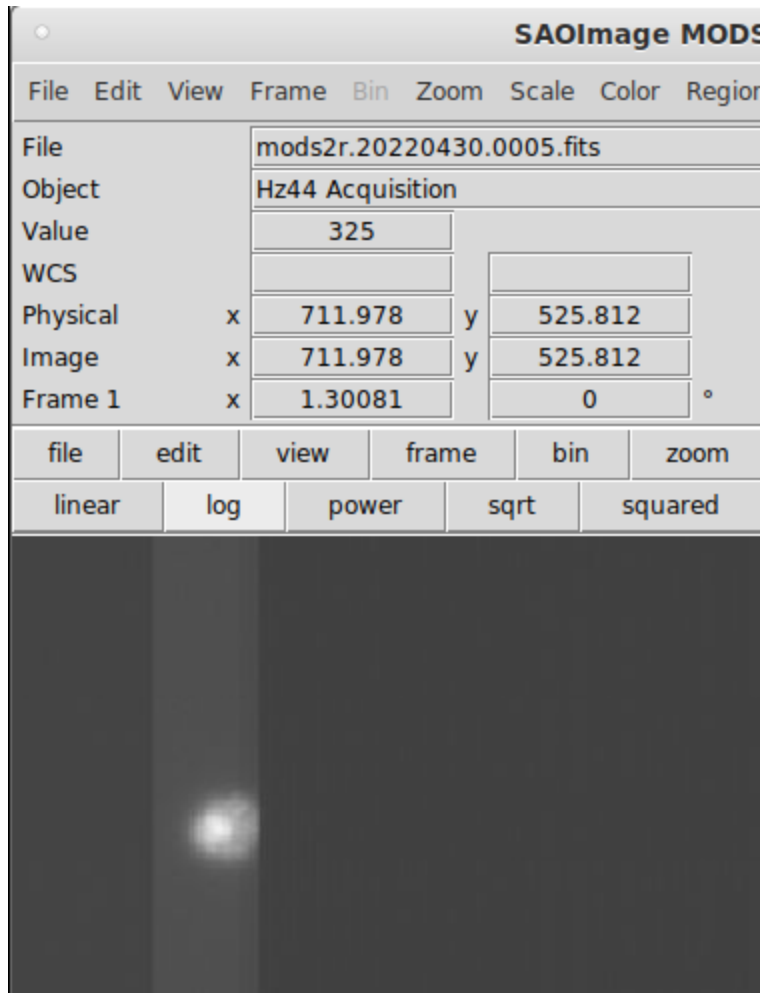 SAOImage MODS
File Edit View Frame Bin Zoom Scale Color Region
File mods2r.20220430.0005.fits
Object Hz44 Acquisition
Value 325
WCS
Physical x 711.978 y 525.812
Image x 711.978 y 525.812
Frame 1 x 1.30081 0 °
file edit view frame bin zoom
linear log power sqrt squared